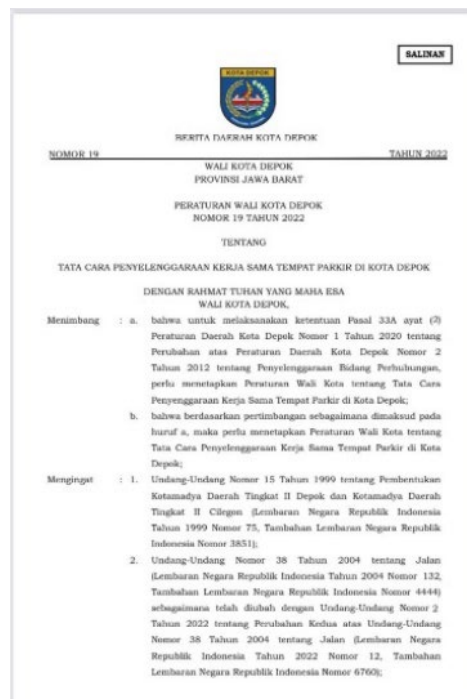 SALINAN
KOTA DEPOK
BERITA DAERAH KOTA DEPOK
NOMOR 19 TAHUN 2022
WALI KOTA DEPOK
PROVINSI JAWA BARAT
PERATURAN WALI KOTA DEPOK
NOMOR 19 TAHUN 2022
TENTANG
TATA CARA PENYELENGGARAAN KERJA SAMA TEMPAT PARKIR DI KOTA DEPOK
DENGAN RAHMAT TUHAN YANG MAHA ESA
WALI KOTA DEPOK,
Menimbang : a. bahwa untuk melaksanakan ketentuan Pasal 33A ayat (2)
Peraturan Daerah Kota Depok Nomor 1 Tahun 2020 tentang
Perubahan atas Peraturan Daerah Kota Depok Nomor 2
Tahun 2012 tentang Penyelenggaraan Bidang Perhubungan,
perlu menetapkan Peraturan Wali Kota tentang Tata Cara
Penyenggaraan Kerja Sama Tempat Parkir di Kota Depok;
b. bahwa berdasarkan pertimbangan sebagaimana dimaksud pada
huruf a, maka perlu menetapkan Peraturan Wali Kota tentang
Tata Cara Penyelenggaraan Kerja Sama Tempat Parkir di Kota
Depok;
Mengingat : 1. Undang-Undang Nomor 15 Tahun 1999 tentang Pembentukan
Kotamadya Daerah Tingkat II Depok dan Kotamadya Daerah
Tingkat II Cilegon (Lembaran Negara Republik Indonesia
Tahun 1999 Nomor 75, Tambahan Lembaran Negara Republik
Indonesia Nomor 3851);
2. Undang-Undang Nomor 38 Tahun 2004 tentang Jalan
(Lembaran Negara Republik Indonesia Tahun 2004 Nomor 132,
Tambahan Lembaran Negara Republik Indonesia Nomor 4444)
sebagaimana telah diubah dengan Undang-Undang Nomor 2
Tahun 2022 tentang Perubahan Kedua atas Undang-Undang
Nomor 38 Tahun 2004 tentang Jalan (Lembaran Negara
Republik Indonesia Tahun 2022 Nomor 12, Tambahan
Lembaran Negara Republik Indonesia Nomor 6760);